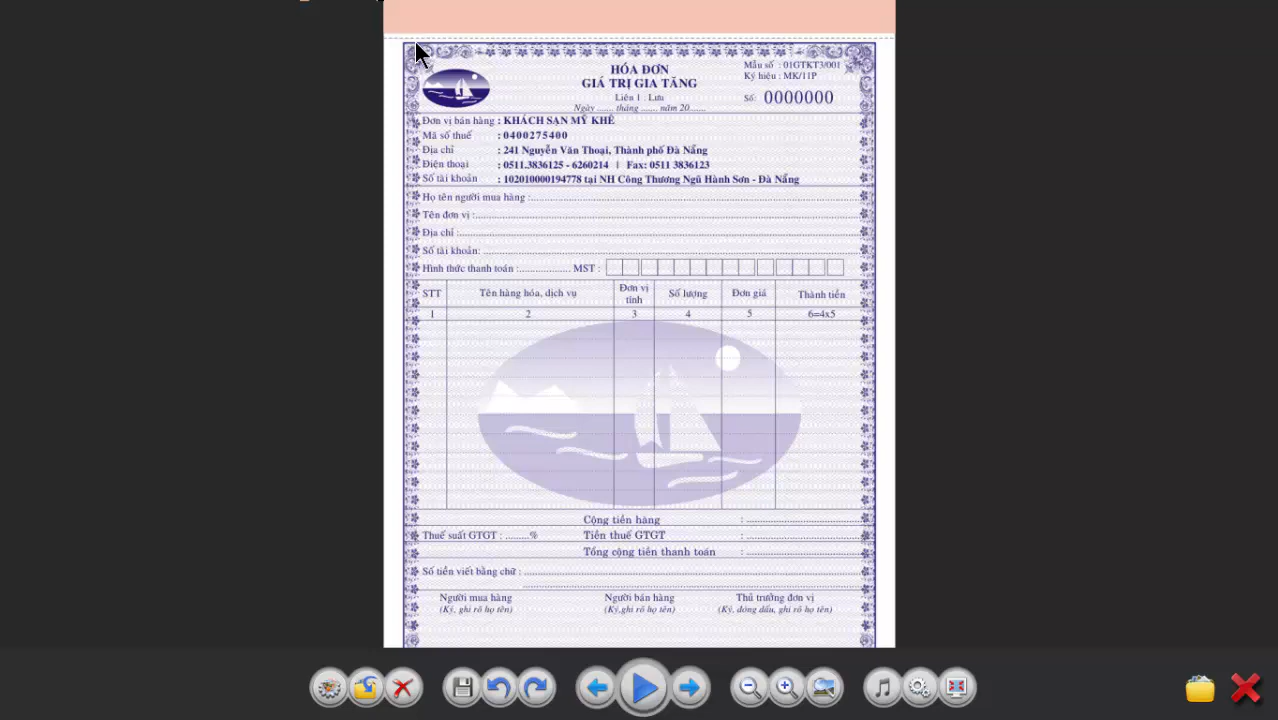 HÓA ĐƠN
GIÁ TRỊ GIA TĂNG
Liên 1 : Lưu
Ngày ...... tháng ...... năm 20......
Mẫu số : 01GTKT3/001
Ký hiệu : MK/11P
Số: 0000000
Đơn vị bán hàng : KHÁCH SẠN MỸ KHÊ
Mã số thuế : 0400275400
Địa chỉ : 241 Nguyễn Văn Thoại, Thành phố Đà Nẵng
Điện thoại : 0511.3836125 - 6260214 | Fax: 0511 3836123
Số tài khoản : 102010000194778 tại NH Công Thương Ngũ Hành Sơn - Đà Nẵng
Họ tên người mua hàng :
Tên đơn vị :
Địa chỉ :
Số tài khoản:
Hình thức thanh toán :.................. MST :
STT Tên hàng hóa, dịch vụ Đơn vị tính Số lượng Đơn giá Thành tiền
1 2 3 4 5 6=4x5
Cộng tiền hàng :
Thuế suất GTGT : ........% Tiền thuế GTGT :
Tổng cộng tiền thanh toán :
Số tiền viết bằng chữ :
Người mua hàng Người bán hàng Thủ trưởng đơn vị
(Ký, ghi rõ họ tên) (Ký,ghi rõ họ tên) (Ký, đóng dấu, ghi rõ họ tên)